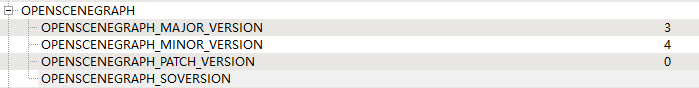 OPENSCENEGRAPH
OPENSCENEGRAPH_MAJOR_VERSION 3
OPENSCENEGRAPH_MINOR_VERSION 4
OPENSCENEGRAPH_PATCH_VERSION 0
OPENSCENEGRAPH_SOVERSION